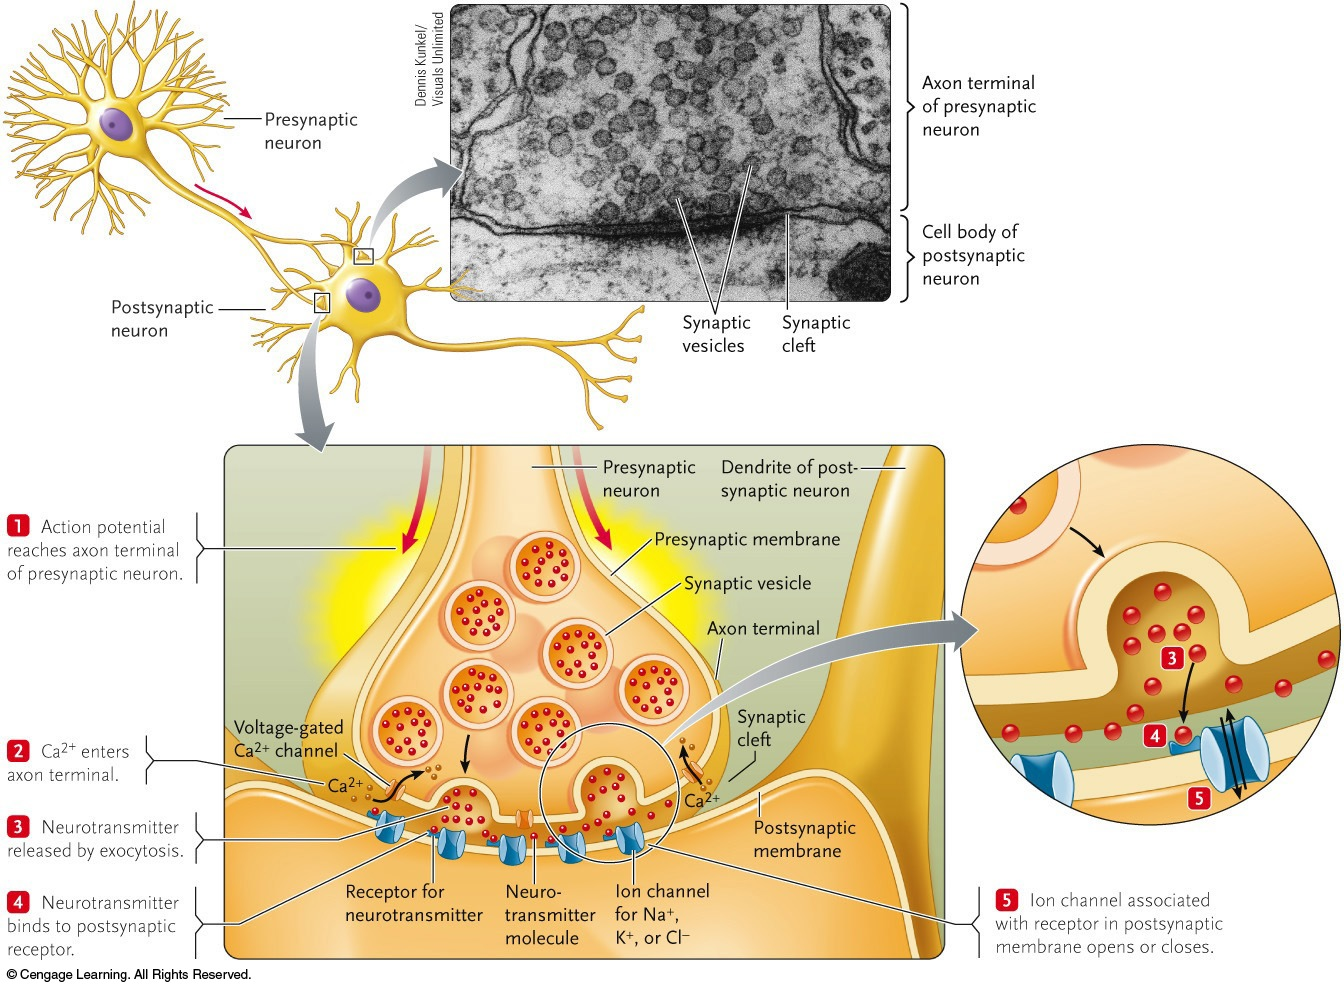 Dennis Kunkel/
Visuals Unlimited
Presynaptic
neuron
Postsynaptic
neuron
Axon terminal
of presynaptic
neuron
Cell body of
postsynaptic
neuron
Synaptic
vesicles
Synaptic
cleft
1 Action potential
reaches axon terminal
of presynaptic neuron.
2 Ca2+ enters
axon terminal.
3 Neurotransmitter
released by exocytosis.
4 Neurotransmitter
binds to postsynaptic
receptor.
Presynaptic
neuron
Dendrite of post-
synaptic neuron
Presynaptic membrane
Synaptic vesicle
Axon terminal
Voltage-gated
Ca2+ channel
Ca2+
Synaptic
cleft
Ca2+
Postsynaptic
membrane
Receptor for
neurotransmitter
Neuro-
transmitter
molecule
Ion channel
for Na+,
K+, or Cl–
3
4
5
5 Ion channel associated
with receptor in postsynaptic
membrane opens or closes.
© Cengage Learning. All Rights Reserved.